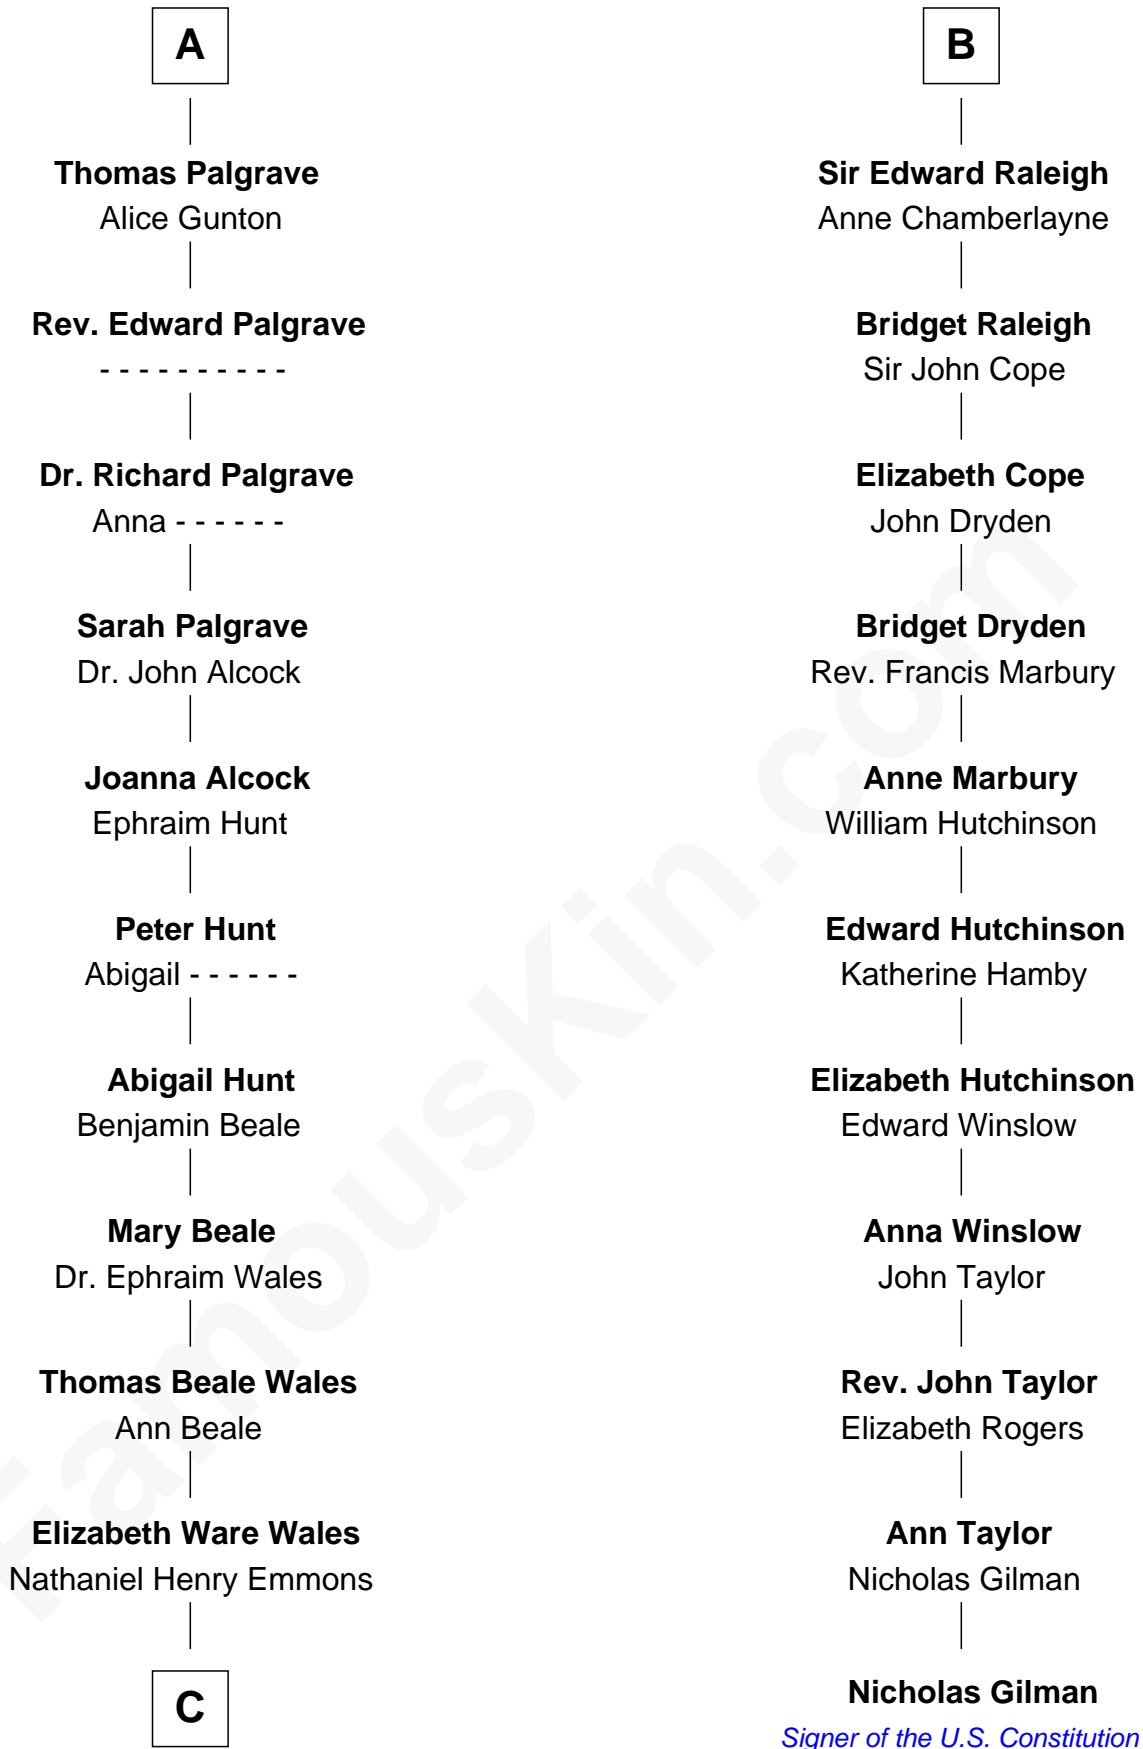 A
Thomas Palgrave
Alice Gunton
Rev. Edward Palgrave
- - - - - - - - - -
Dr. Richard Palgrave
Anna - - - - - -
Sarah Palgrave
Dr. John Alcock
Joanna Alcock
Ephraim Hunt
Peter Hunt
Abigail - - - - - -
Abigail Hunt
Benjamin Beale
Mary Beale
Dr. Ephraim Wales
Thomas Beale Wales
Ann Beale
Elizabeth Ware Wales
Nathaniel Henry Emmons
C
B
Sir Edward Raleigh
Anne Chamberlayne
Bridget Raleigh
Sir John Cope
Elizabeth Cope
John Dryden
Bridget Dryden
Rev. Francis Marbury
Anne Marbury
William Hutchinson
Edward Hutchinson
Katherine Hamby
Elizabeth Hutchinson
Edward Winslow
Anna Winslow
John Taylor
Rev. John Taylor
Elizabeth Rogers
Ann Taylor
Nicholas Gilman
Nicholas Gilman
Signer of the U.S. Constitution
FamousKin.com